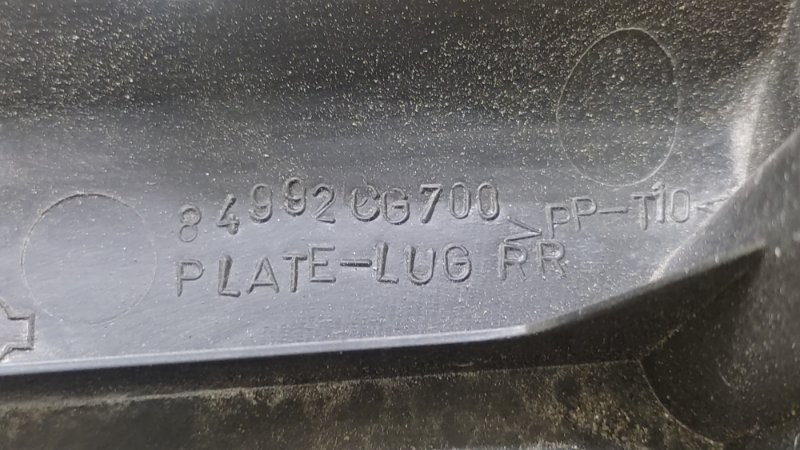 84992CG700
>PP-T10<
PLATE-LUG RR